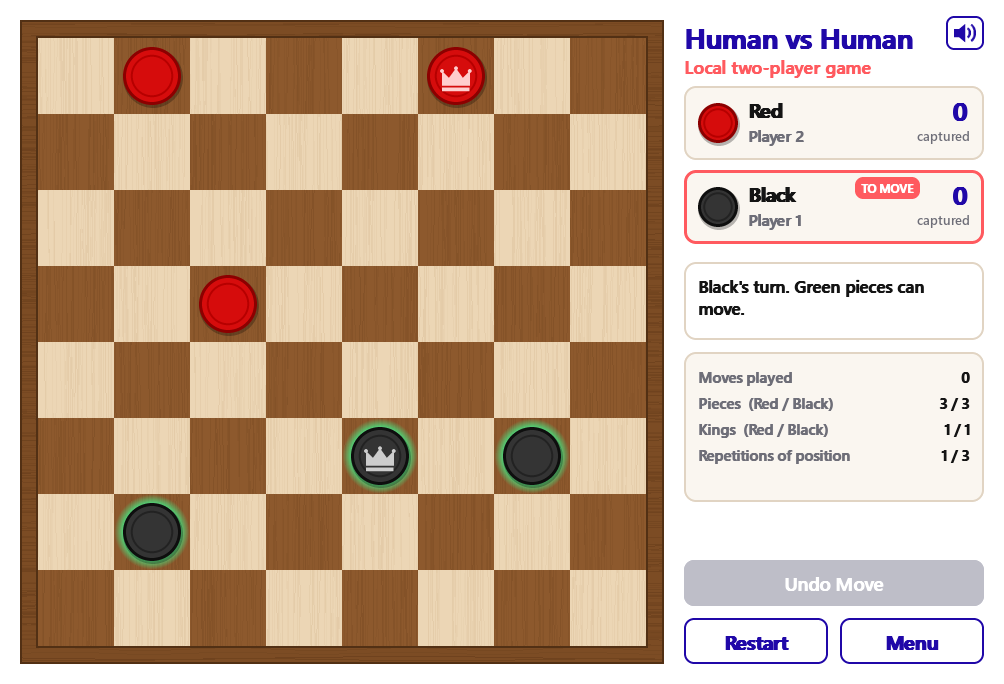 Human vs Human
Local two-player game
Red
Player 2
0
captured
Black
Player 1
TO MOVE
0
captured
Black's turn. Green pieces can
move.
Moves played 0
Pieces (Red / Black) 3 / 3
Kings (Red / Black) 1 / 1
Repetitions of position 1 / 3
Undo Move
Restart
Menu